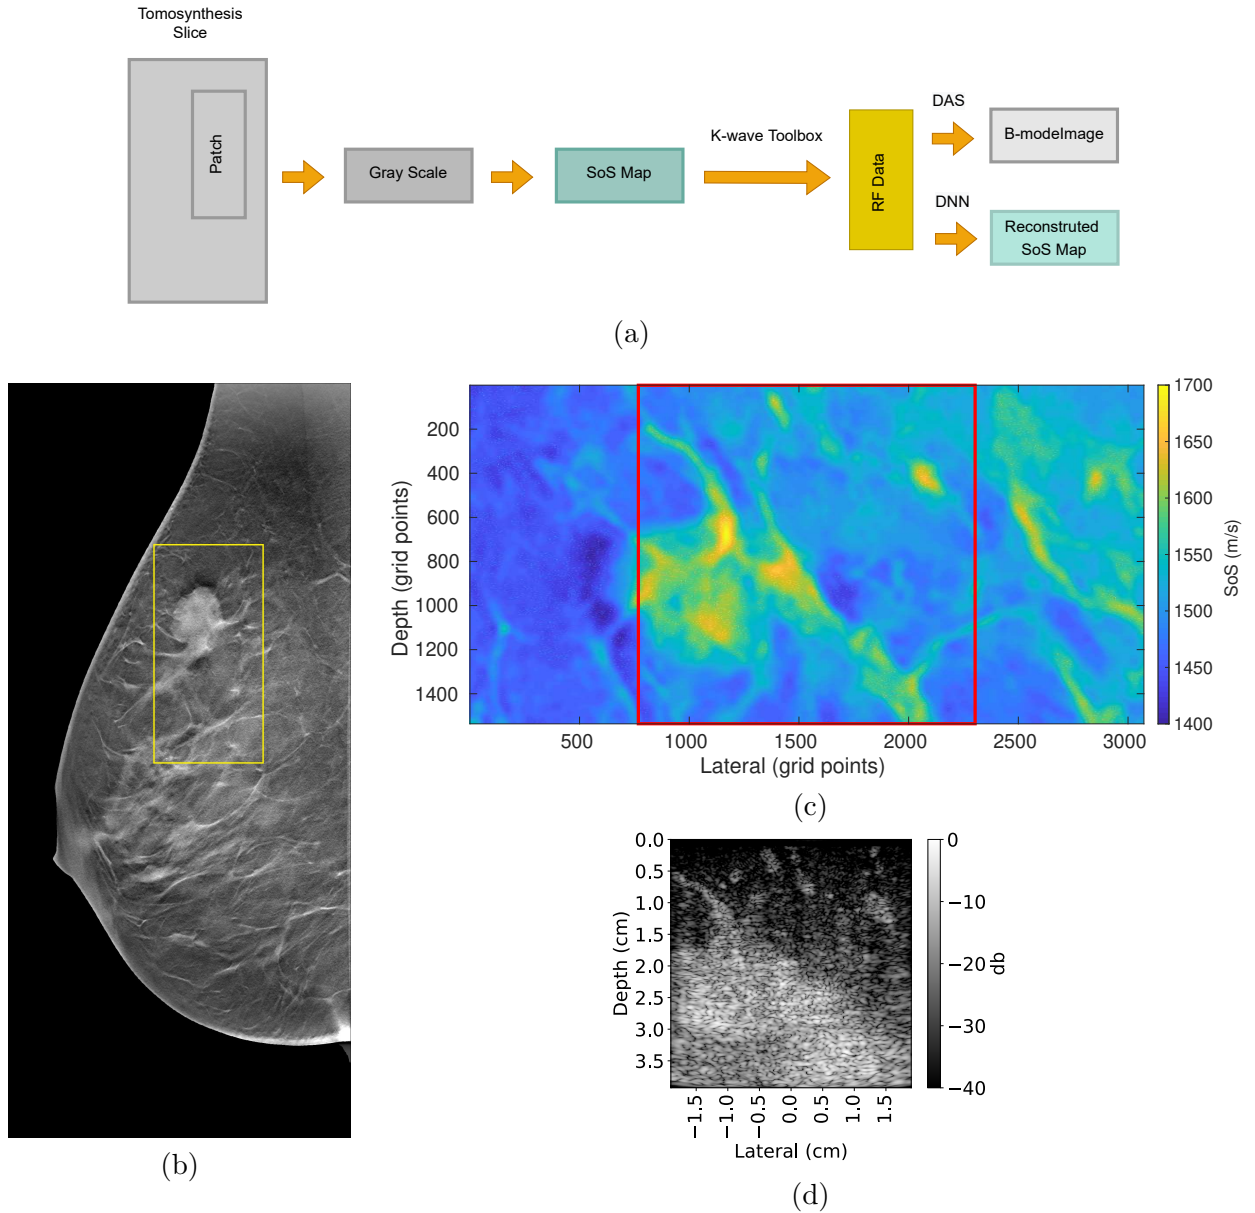 Tomosynthesis
Slice
Patch
Gray Scale
SoS Map
K-wave Toolbox
RF Data
DAS
B-modeImage
DNN
Reconstruted
SoS Map
(a)
(b)
200
400
600
800
1000
1200
1400
Depth (grid points)
500
1000
1500
2000
2500
3000
Lateral (grid points)
1700
1650
1600
1550
1500
1450
1400
SoS (m/s)
(c)
0.0
0.5
1.0
1.5
2.0
2.5
3.0
3.5
Depth (cm)
−1.5
−1.0
−0.5
0.0
0.5
1.0
1.5
Lateral (cm)
0
−10
−20
−30
−40
db
(d)